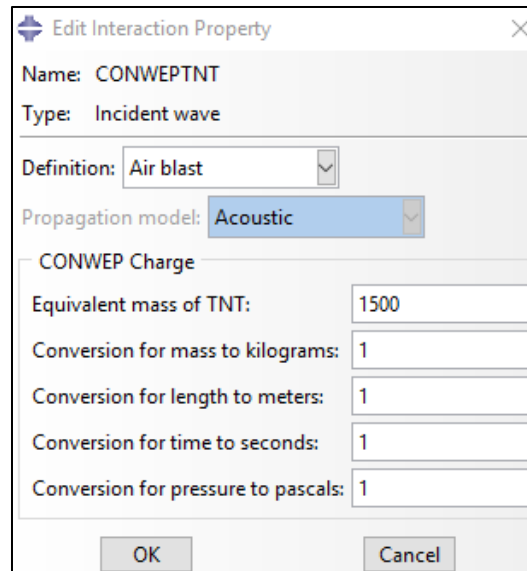 Edit Interaction Property
Name: CONWEPTNT
Type: Incident wave
Definition: Air blast
Propagation model: Acoustic
CONWEP Charge
Equivalent mass of TNT: 1500
Conversion for mass to kilograms: 1
Conversion for length to meters: 1
Conversion for time to seconds: 1
Conversion for pressure to pascals: 1
OK Cancel